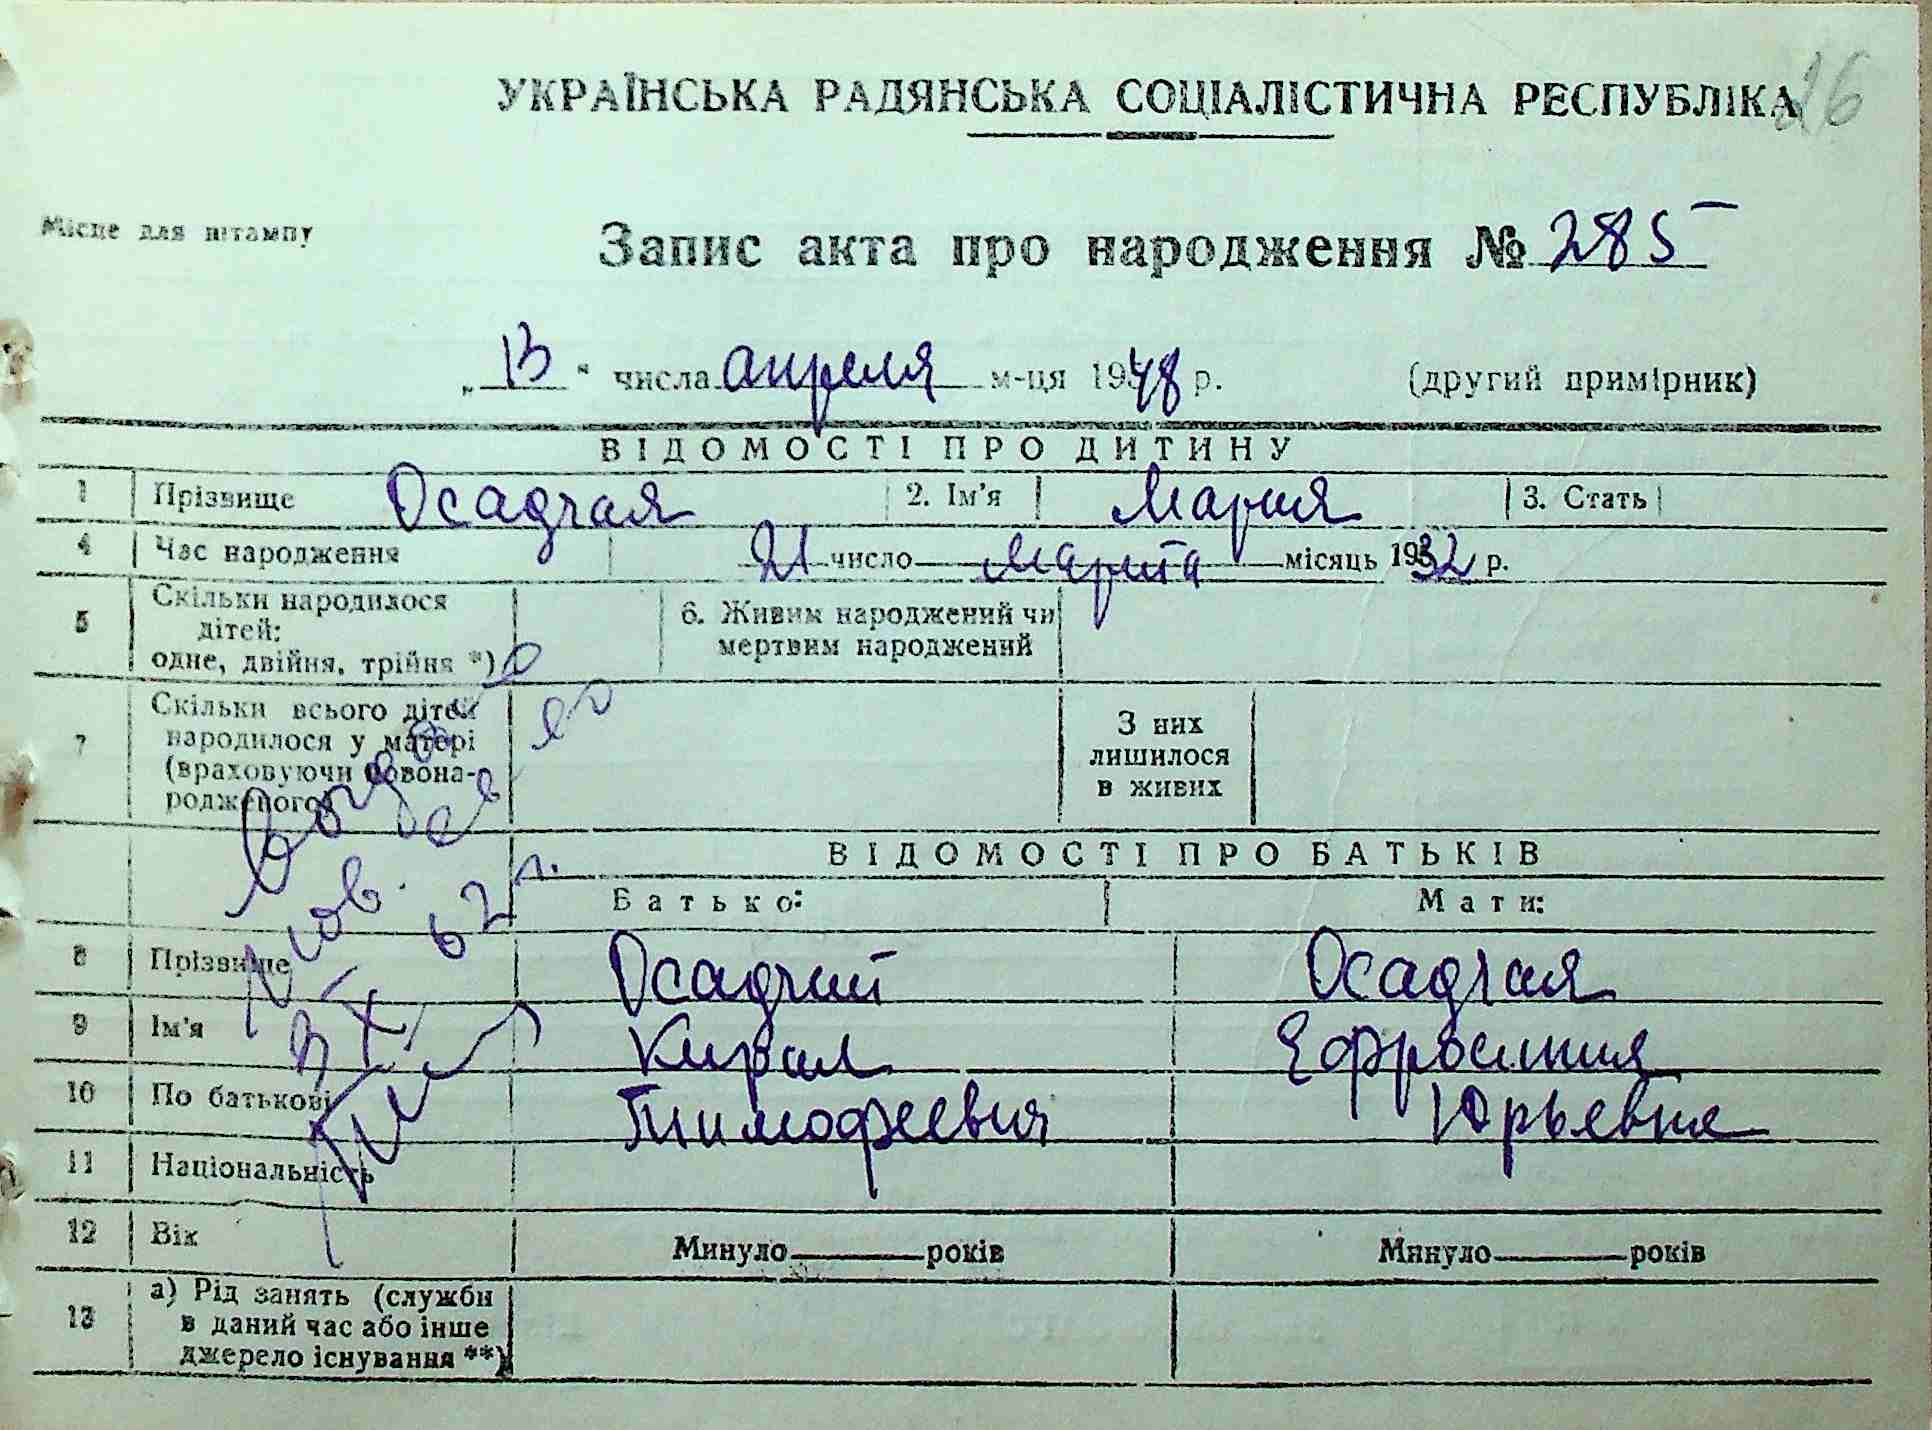 26
УКРАЇНСЬКА РАДЯНСЬКА СОЦІАЛІСТИЧНА РЕСПУБЛІКА
Місце для штампу
Запис акта про народження № 285
„ 13 “ числа апреля м-ця 1948 р. (другий примірник)
ВІДОМОСТІ ПРО ДИТИНУ
1 Прізвище Осадчая 2. Ім'я Мария 3. Стать
4 Час народження 21 число марта місяць 1932 р.
5 Скільки народилося дітей: одне, двійня, трійня *) 6. Живим народжений чи мертвим народжений
7 Скільки всього дітей народилося у матері (враховуючи новонародженого) З них лишилося в живих
ВІДОМОСТІ ПРО БАТЬКІВ
Батько: Мати:
8 Прізвище Осадчий Осадчая
9 Ім'я Кирил Ефросиния
10 По батькові Тимофеевич Юрьевна
11 Національність
12 Вік Минуло ——— років Минуло ——— років
13 а) Рід занять (служби в даний час або інше джерело існування **)